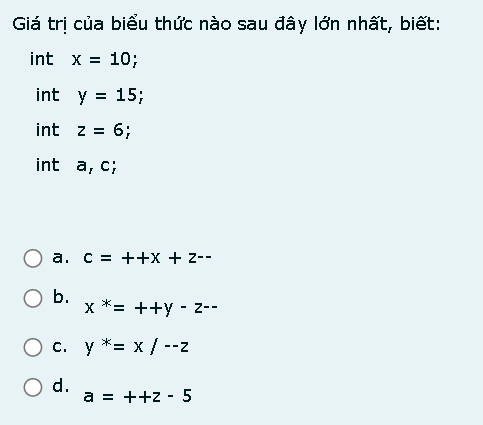 Giá trị của biểu thức nào sau đây lớn nhất, biết:
int x = 10;
int y = 15;
int z = 6;
int a, c;
a. c = ++x + z--
b. x *= ++y - z--
c. y *= x / --z
d. a = ++z - 5